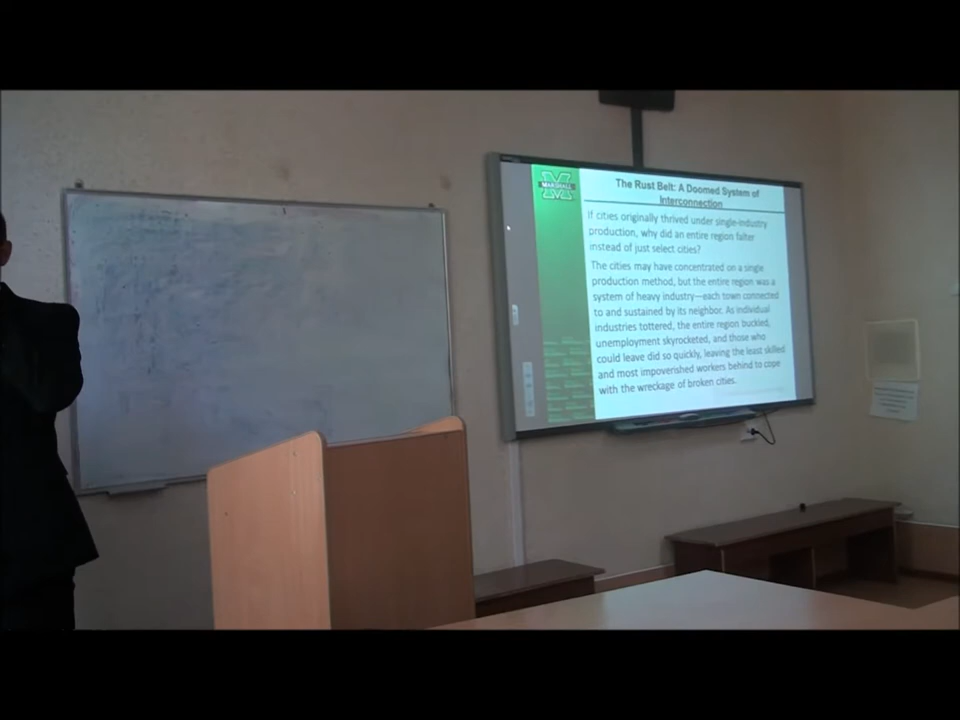 MARSHALL
The Rust Belt: A Doomed System of
Interconnection
If cities originally thrived under single-industry
production, why did an entire region falter
instead of just select cities?
The cities may have concentrated on a single
production method, but the entire region was a
system of heavy industry—each town connected
to and sustained by its neighbor. As individual
industries tottered, the entire region buckled,
unemployment skyrocketed, and those who
could leave did so quickly, leaving the least skilled
and most impoverished workers behind to cope
with the wreckage of broken cities.